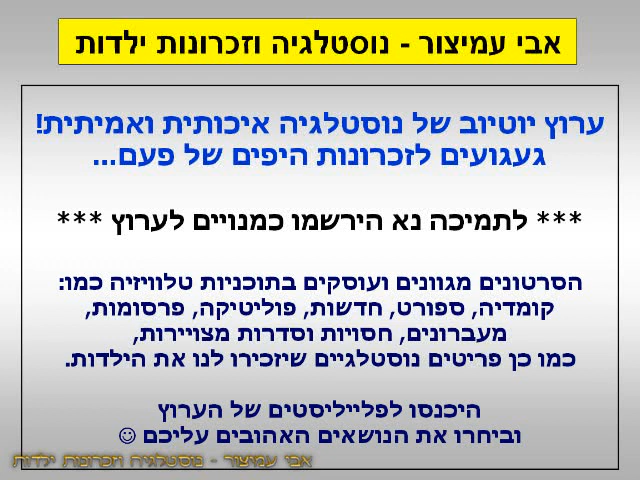 אבי עמיצור - נוסטלגיה וזכרונות ילדות
ערוץ יוטיוב של נוסטלגיה איכותית ואמיתית!
געגועים לזכרונות היפים של פעם...
*** לתמיכה נא הירשמו כמנויים לערוץ ***
הסרטונים מגוונים ועוסקים בתוכניות טלוויזיה כמו:
קומדיה, ספורט, חדשות, פוליטיקה, פרסומות,
מעברונים, חסויות וסדרות מצויירות,
כמו כן פריטים נוסטלגיים שיזכירו לנו את הילדות.
היכנסו לפלייליסטים של הערוץ
וביחרו את הנושאים האהובים עליכם ☺
אבי עמיצור - נוסטלגיה וזכרונות ילדות